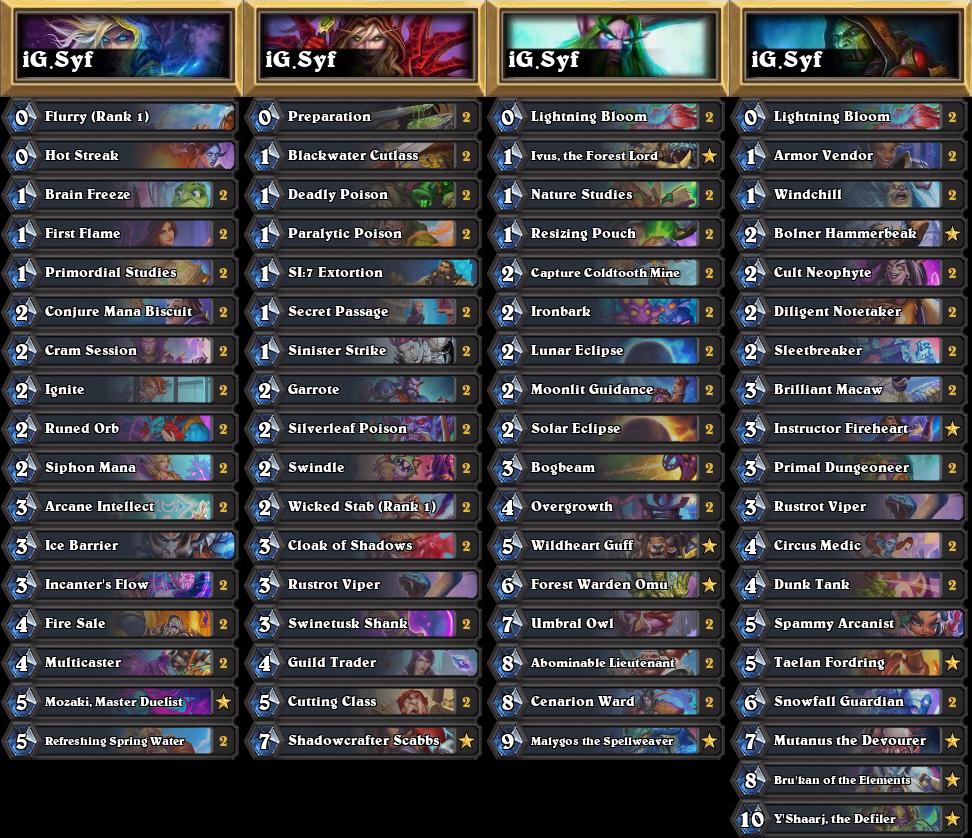 iG.Syf
0 Flurry (Rank 1)
0 Hot Streak
1 Brain Freeze 2
1 First Flame 2
1 Primordial Studies 2
2 Conjure Mana Biscuit 2
2 Cram Session 2
2 Ignite 2
2 Runed Orb 2
2 Siphon Mana 2
3 Arcane Intellect 2
3 Ice Barrier
3 Incanter's Flow 2
4 Fire Sale 2
4 Multicaster 2
5 Mozaki, Master Duelist
5 Refreshing Spring Water 2
iG.Syf
0 Preparation 2
1 Blackwater Cutlass 2
1 Deadly Poison 2
1 Paralytic Poison 2
1 SI:7 Extortion
1 Secret Passage 2
1 Sinister Strike 2
2 Garrote 2
2 Silverleaf Poison 2
2 Swindle 2
2 Wicked Stab (Rank 1) 2
3 Cloak of Shadows 2
3 Rustrot Viper
3 Swinetusk Shank 2
4 Guild Trader
5 Cutting Class 2
7 Shadowcrafter Scabbs
iG.Syf
0 Lightning Bloom 2
1 Ivus, the Forest Lord
1 Nature Studies 2
1 Resizing Pouch 2
2 Capture Coldtooth Mine 2
2 Ironbark 2
2 Lunar Eclipse 2
2 Moonlit Guidance 2
2 Solar Eclipse 2
3 Bogbeam 2
4 Overgrowth 2
5 Wildheart Guff
6 Forest Warden Omu
7 Umbral Owl 2
8 Abominable Lieutenant 2
8 Cenarion Ward 2
9 Malygos the Spellweaver
iG.Syf
0 Lightning Bloom 2
1 Armor Vendor 2
1 Windchill 2
2 Bolner Hammerbeak
2 Cult Neophyte 2
2 Diligent Notetaker 2
2 Sleetbreaker 2
3 Brilliant Macaw 2
3 Instructor Fireheart
3 Primal Dungeoneer 2
3 Rustrot Viper
4 Circus Medic 2
4 Dunk Tank 2
5 Spammy Arcanist
5 Taelan Fordring
6 Snowfall Guardian 2
7 Mutanus the Devourer
8 Bru'kan of the Elements
10 Y'Shaarj, the Defiler